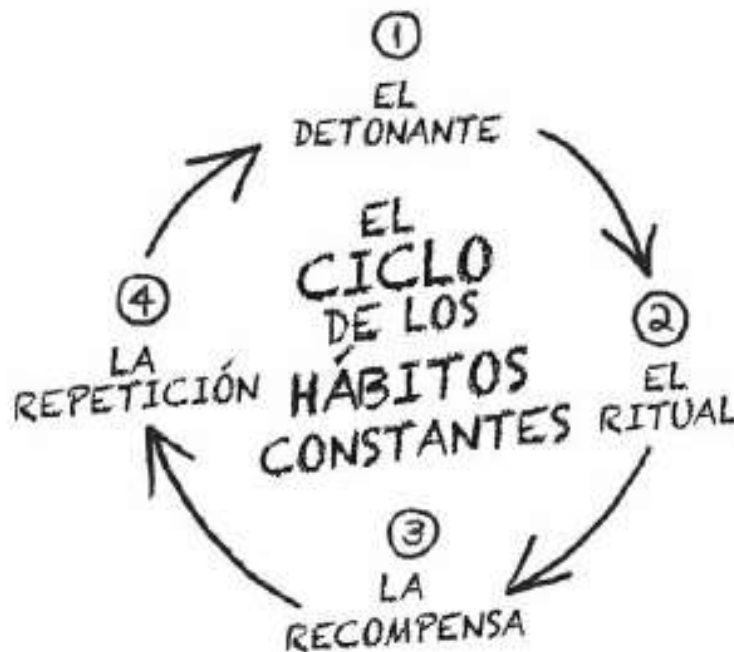 1
EL
DETONANTE
EL
CICLO
DE LOS
HÁBITOS
CONSTANTES
2
EL
RITUAL
3
LA
RECOMPENSA
4
LA
REPETICIÓN